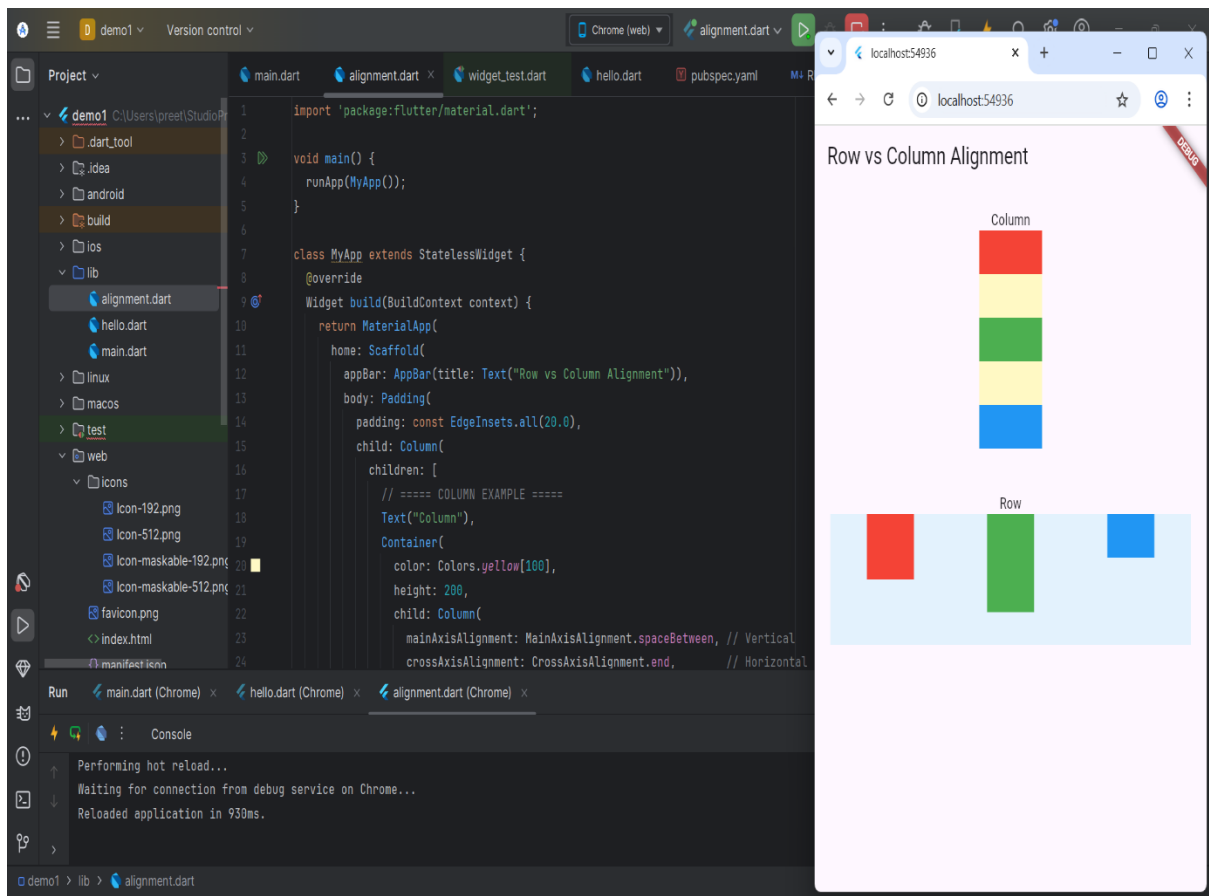 D demo1 Version control Chrome (web) alignment.dart
Project
main.dart alignment.dart widget_test.dart hello.dart pubspec.yaml M↓ R
demo1 C:\Users\preet\StudioPr
.dart_tool
.idea
android
build
ios
lib
alignment.dart
hello.dart
main.dart
linux
macos
test
web
icons
Icon-192.png
Icon-512.png
Icon-maskable-192.png
Icon-maskable-512.png
favicon.png
<> index.html
manifest.json
1 import 'package:flutter/material.dart';
2
3 void main() {
4 runApp(MyApp());
5 }
6
7 class MyApp extends StatelessWidget {
8 @override
9 Widget build(BuildContext context) {
10 return MaterialApp(
11 home: Scaffold(
12 appBar: AppBar(title: Text("Row vs Column Alignment")),
13 body: Padding(
14 padding: const EdgeInsets.all(20.0),
15 child: Column(
16 children: [
17 // ===== COLUMN EXAMPLE =====
18 Text("Column"),
19 Container(
20 color: Colors.yellow[100],
21 height: 200,
22 child: Column(
23 mainAxisAlignment: MainAxisAlignment.spaceBetween, // Vertical
24 crossAxisAlignment: CrossAxisAlignment.end, // Horizontal
Run main.dart (Chrome) hello.dart (Chrome) alignment.dart (Chrome)
Console
Performing hot reload...
Waiting for connection from debug service on Chrome...
Reloaded application in 930ms.
demo1 > lib > alignment.dart
localhost:54936
localhost:54936
DEBUG
Row vs Column Alignment
Column
Row